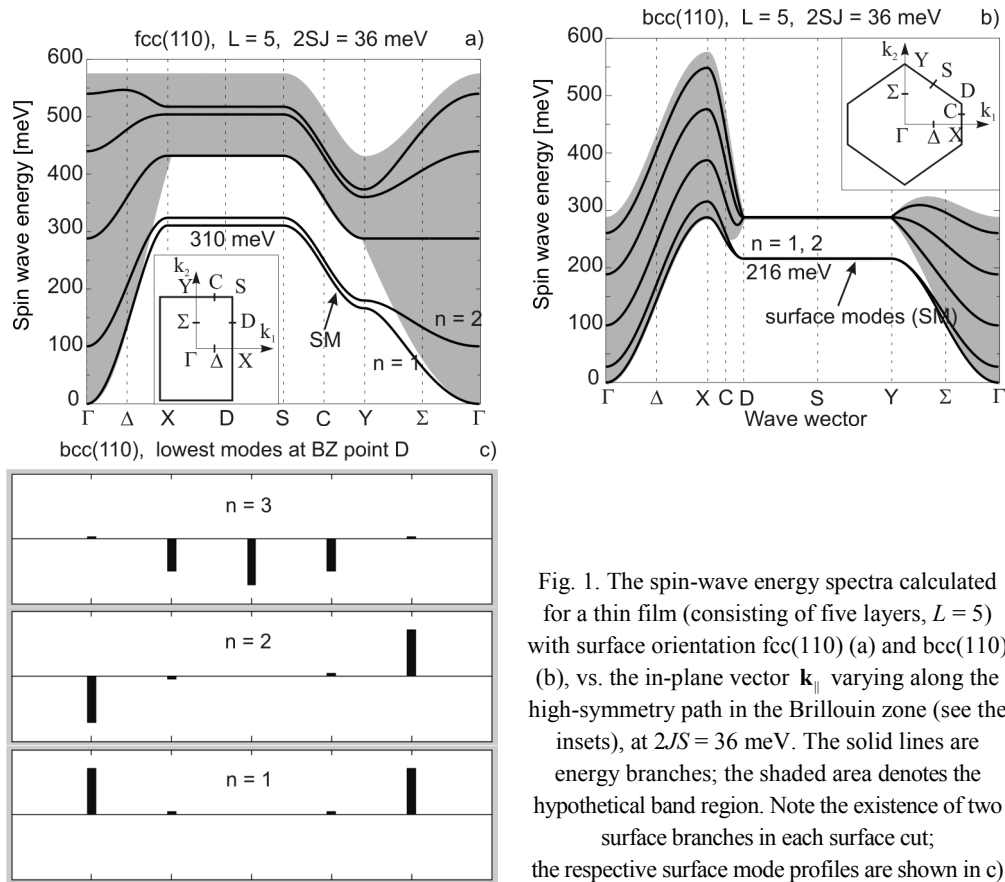 fcc(110), L = 5, 2SJ = 36 meV a)
Spin wave energy [meV]
600
500
400
300
200
100
0
310 meV
SM
n = 2
n = 1
k₂
Y C S
Σ D k₁
Γ Δ X
Γ Δ X D S C Y Σ Γ
bcc(110), L = 5, 2SJ = 36 meV b)
Spin wave energy [meV]
600
500
400
300
200
100
0
k₂ Y S
Σ D
C k₁
Γ Δ X
n = 1, 2
216 meV
surface modes (SM)
Γ Δ X C D S Y Σ Γ
Wave wector
bcc(110), lowest modes at BZ point D c)
n = 3
n = 2
n = 1
Fig. 1. The spin-wave energy spectra calculated
for a thin film (consisting of five layers, L = 5)
with surface orientation fcc(110) (a) and bcc(110)
(b), vs. the in-plane vector k∥ varying along the
high-symmetry path in the Brillouin zone (see the
insets), at 2JS = 36 meV. The solid lines are
energy branches; the shaded area denotes the
hypothetical band region. Note the existence of two
surface branches in each surface cut;
the respective surface mode profiles are shown in c)